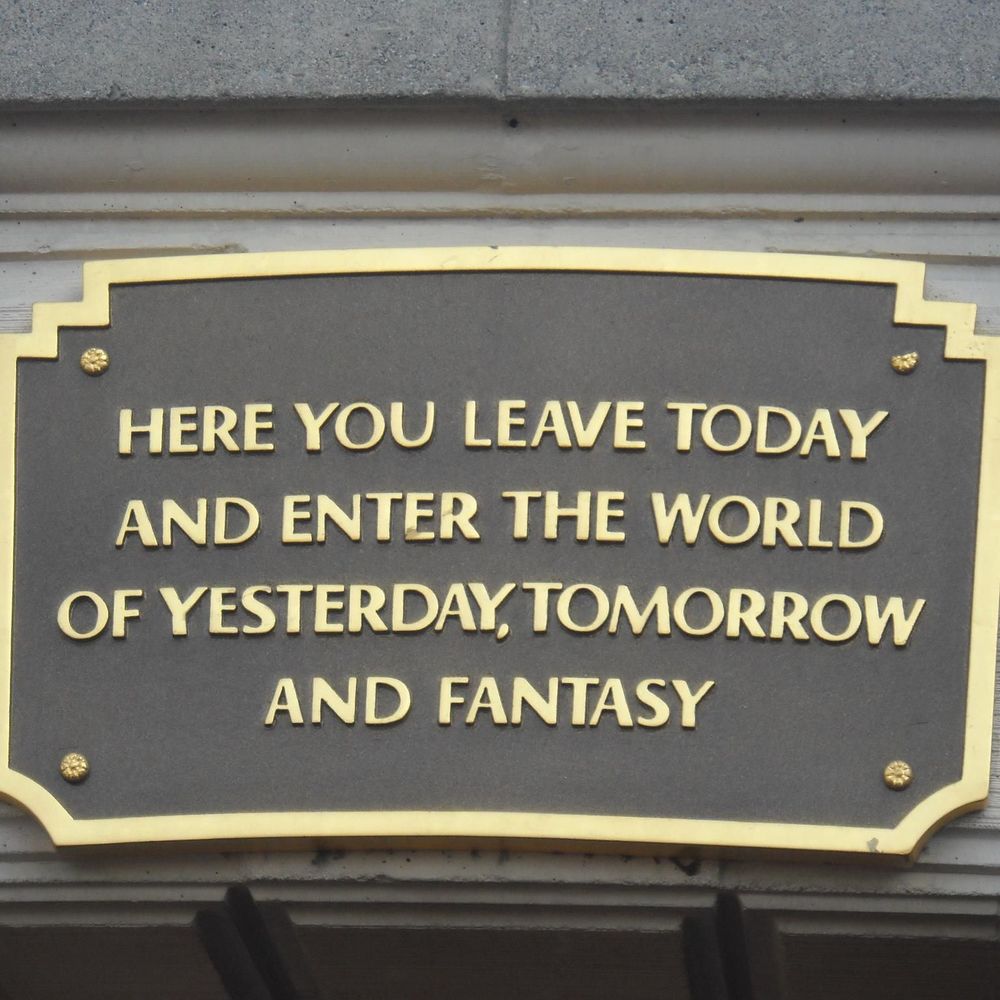 HERE YOU LEAVE TODAY
AND ENTER THE WORLD
OF YESTERDAY, TOMORROW
AND FANTASY